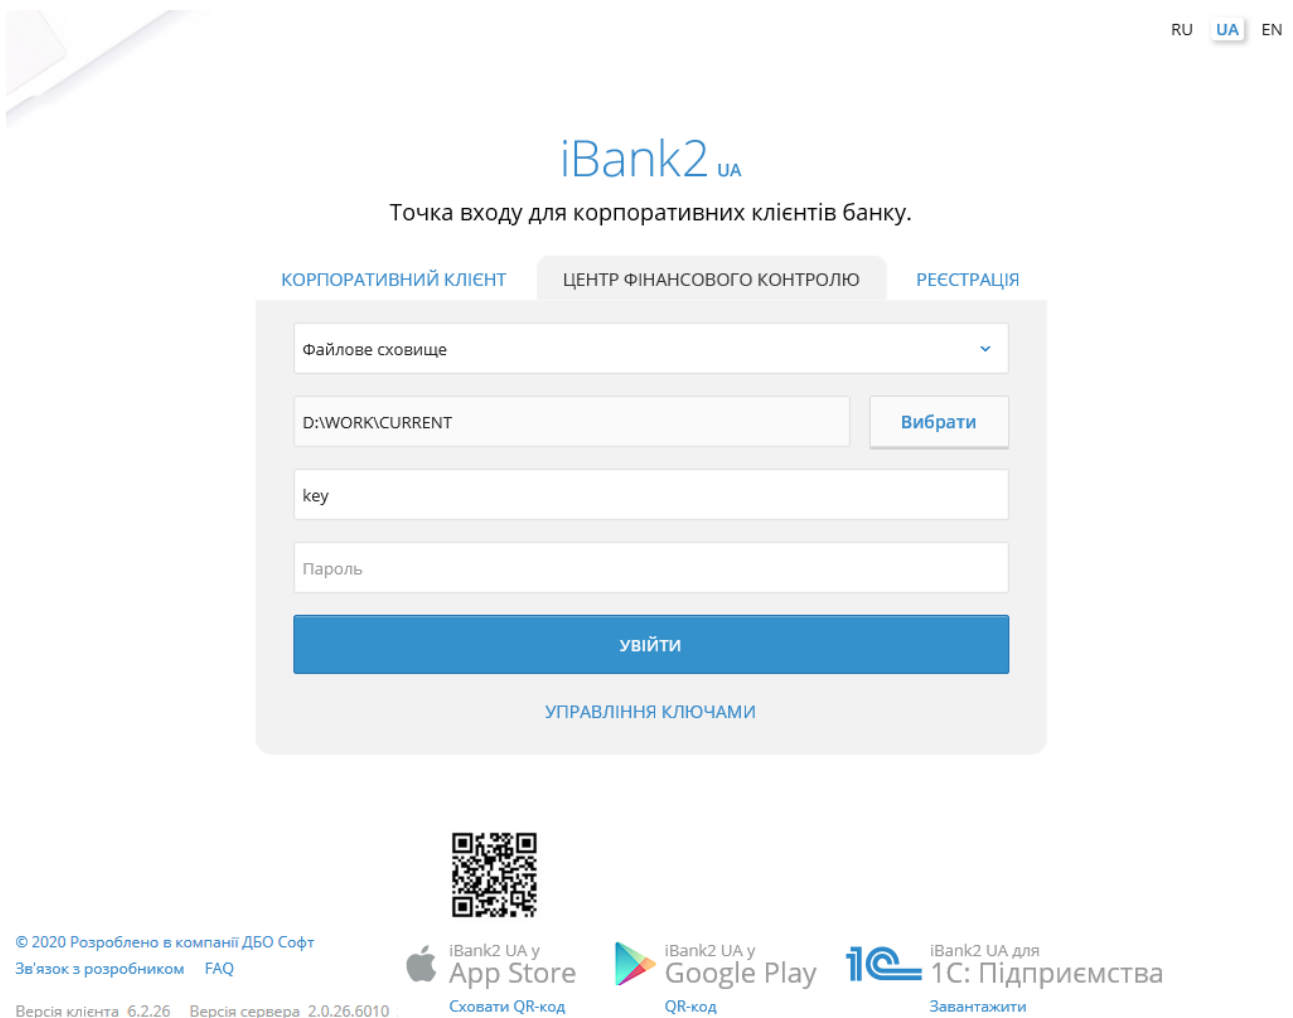 RU UA EN
iBank2 UA
Точка входу для корпоративних клієнтів банку.
КОРПОРАТИВНИЙ КЛІЄНТ ЦЕНТР ФІНАНСОВОГО КОНТРОЛЮ РЕЄСТРАЦІЯ
Файлове сховище
D:\WORK\CURRENT Вибрати
key
Пароль
УВІЙТИ
УПРАВЛІННЯ КЛЮЧАМИ
© 2020 Розроблено в компанії ДБО Софт
Зв'язок з розробником FAQ
Версія клієнта 6.2.26 Версія сервера 2.0.26.6010
iBank2 UA у
App Store
Сховати QR-код
iBank2 UA у
Google Play
QR-код
1С
iBank2 UA для
1С: Підприємства
Завантажити